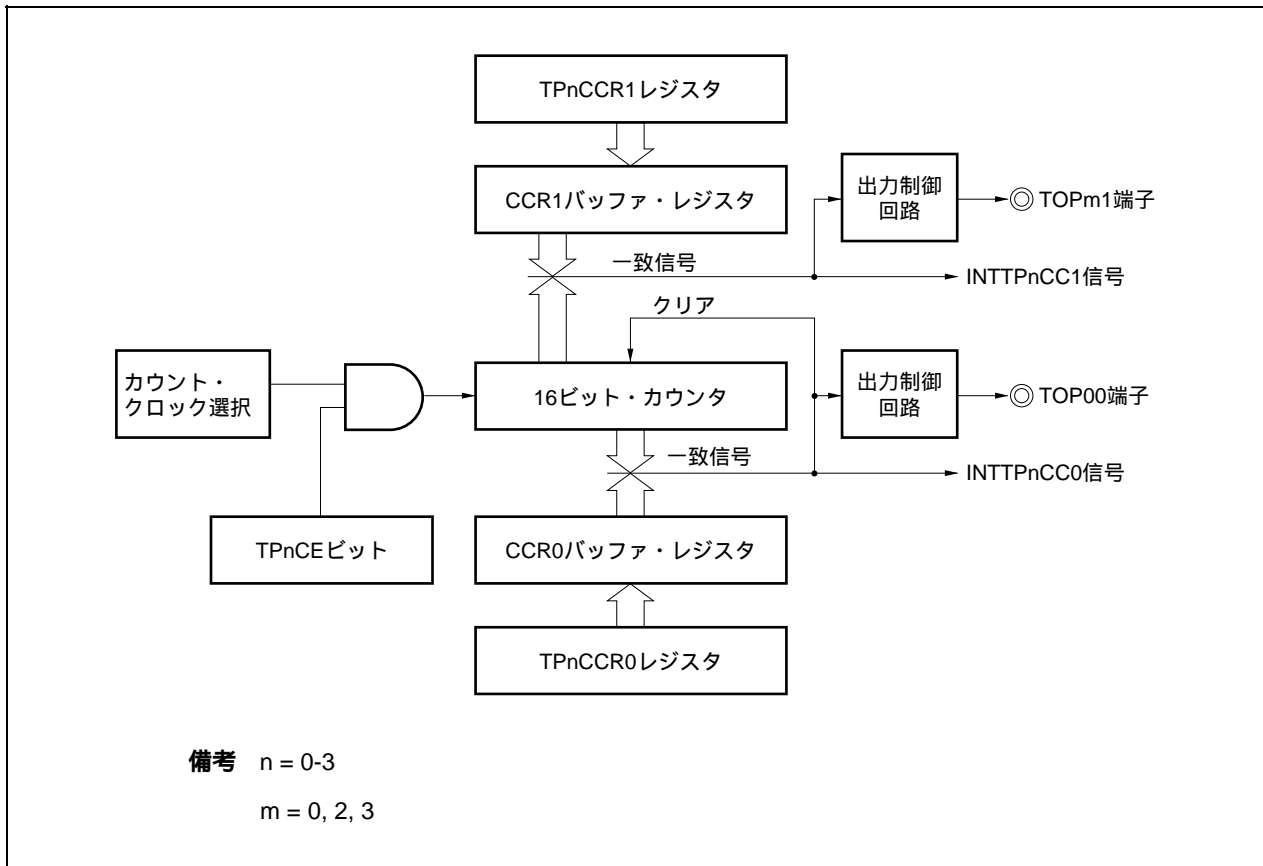 TPnCCR1レジスタ
CCR1バッファ・レジスタ
出力制御
回路
TOPm1端子
一致信号
INTTPnCC1信号
クリア
カウント・
クロック選択
16ビット・カウンタ
出力制御
回路
TOP00端子
一致信号
INTTPnCC0信号
TPnCEビット
CCR0バッファ・レジスタ
TPnCCR0レジスタ
備考 n = 0-3
m = 0, 2, 3